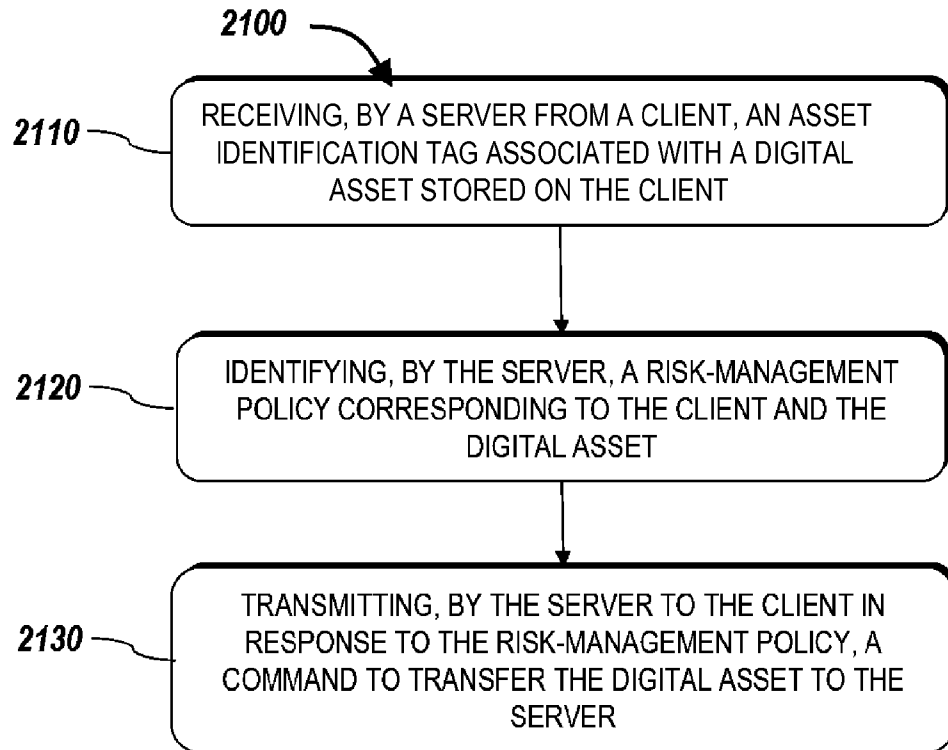 2100
2110
RECEIVING, BY A SERVER FROM A CLIENT, AN ASSET
IDENTIFICATION TAG ASSOCIATED WITH A DIGITAL
ASSET STORED ON THE CLIENT
2120
IDENTIFYING, BY THE SERVER, A RISK-MANAGEMENT
POLICY CORRESPONDING TO THE CLIENT AND THE
DIGITAL ASSET
2130
TRANSMITTING, BY THE SERVER TO THE CLIENT IN
RESPONSE TO THE RISK-MANAGEMENT POLICY, A
COMMAND TO TRANSFER THE DIGITAL ASSET TO THE
SERVER